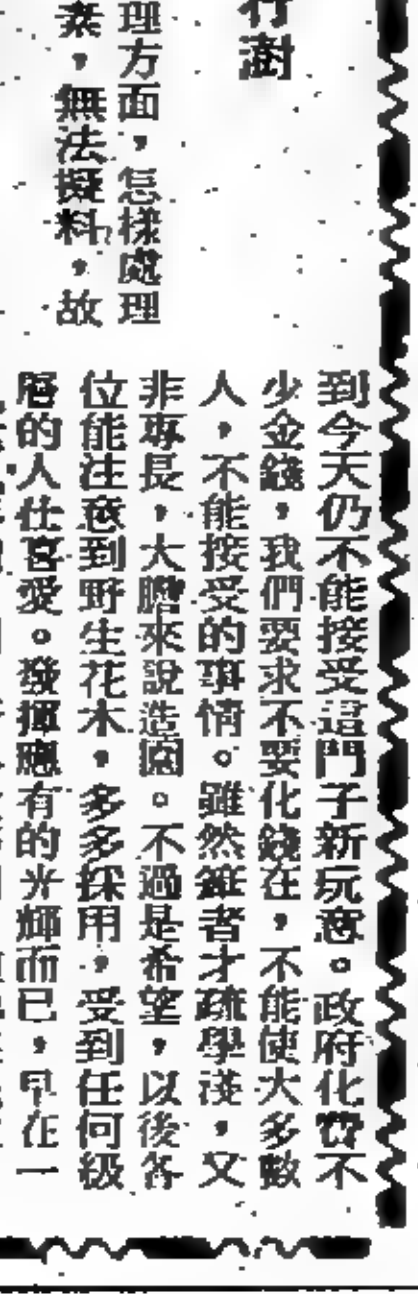 行澍
理方面，怎樣處理
素，無法擬料，故
到今天仍不能接受這門子新玩意。政府化費不
少金錢，我們要求不要化錢在，不能使大多數
人，不能接受的事情。雖然筆者才疏學淺，又
非專長，大膽來說造園。不過是希望，以後各
位能注意到野生花木，多多採用，受到任何級
層的人仕喜愛。發揮應有的光輝而已，早在一